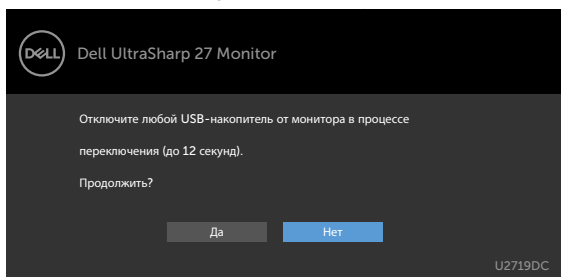 DELL
Dell UltraSharp 27 Monitor
Отключите любой USB-накопитель от монитора в процессе
переключения (до 12 секунд).
Продолжить?
Да
Нет
U2719DC